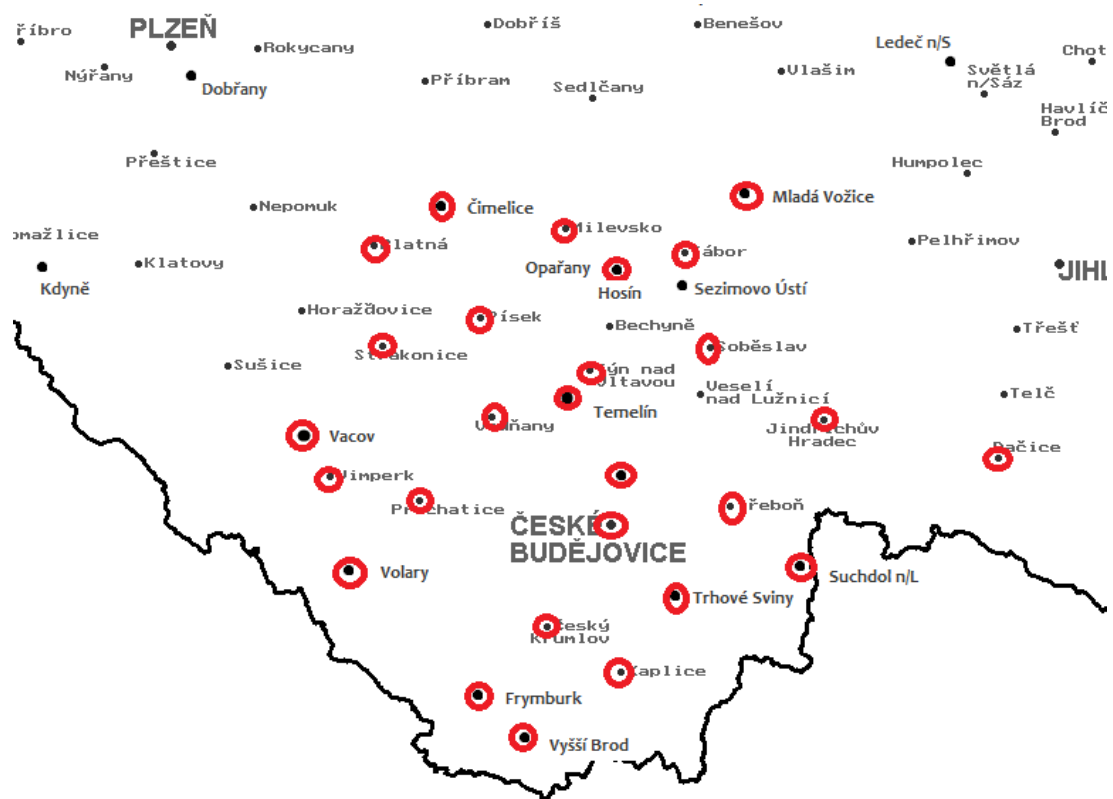 říbro
PLZEŇ
Dobříš
Benešov
Rokycany
Ledeč n/S
Chot
Nýřany
Dobřany
Příbram
Sedlčany
Vlašim
Světlá
n/Sáz
Havlíč
Brod
Přeštice
Humpolec
Nepomuk
Čimelice
Mladá Vožice
omažlice
Blatná
Milevsko
Tábor
Pelhřimov
Klatovy
Kdyně
Opařany
Hosín
Sezimovo Ústí
JIHL
Horažďovice
Písek
Bechyně
Třešť
Strakonice
Soběslav
Sušice
Týn nad
Vltavou
Veselí
nad Lužnicí
Telč
Temelín
Vodňany
Jindřichův
Hradec
Vacov
Dačice
Vimperk
Prachatice
Třeboň
ČESKÉ
BUDĚJOVICE
Volary
Suchdol n/L
Trhové Sviny
Český
Krumlov
Kaplice
Frymburk
Vyšší Brod